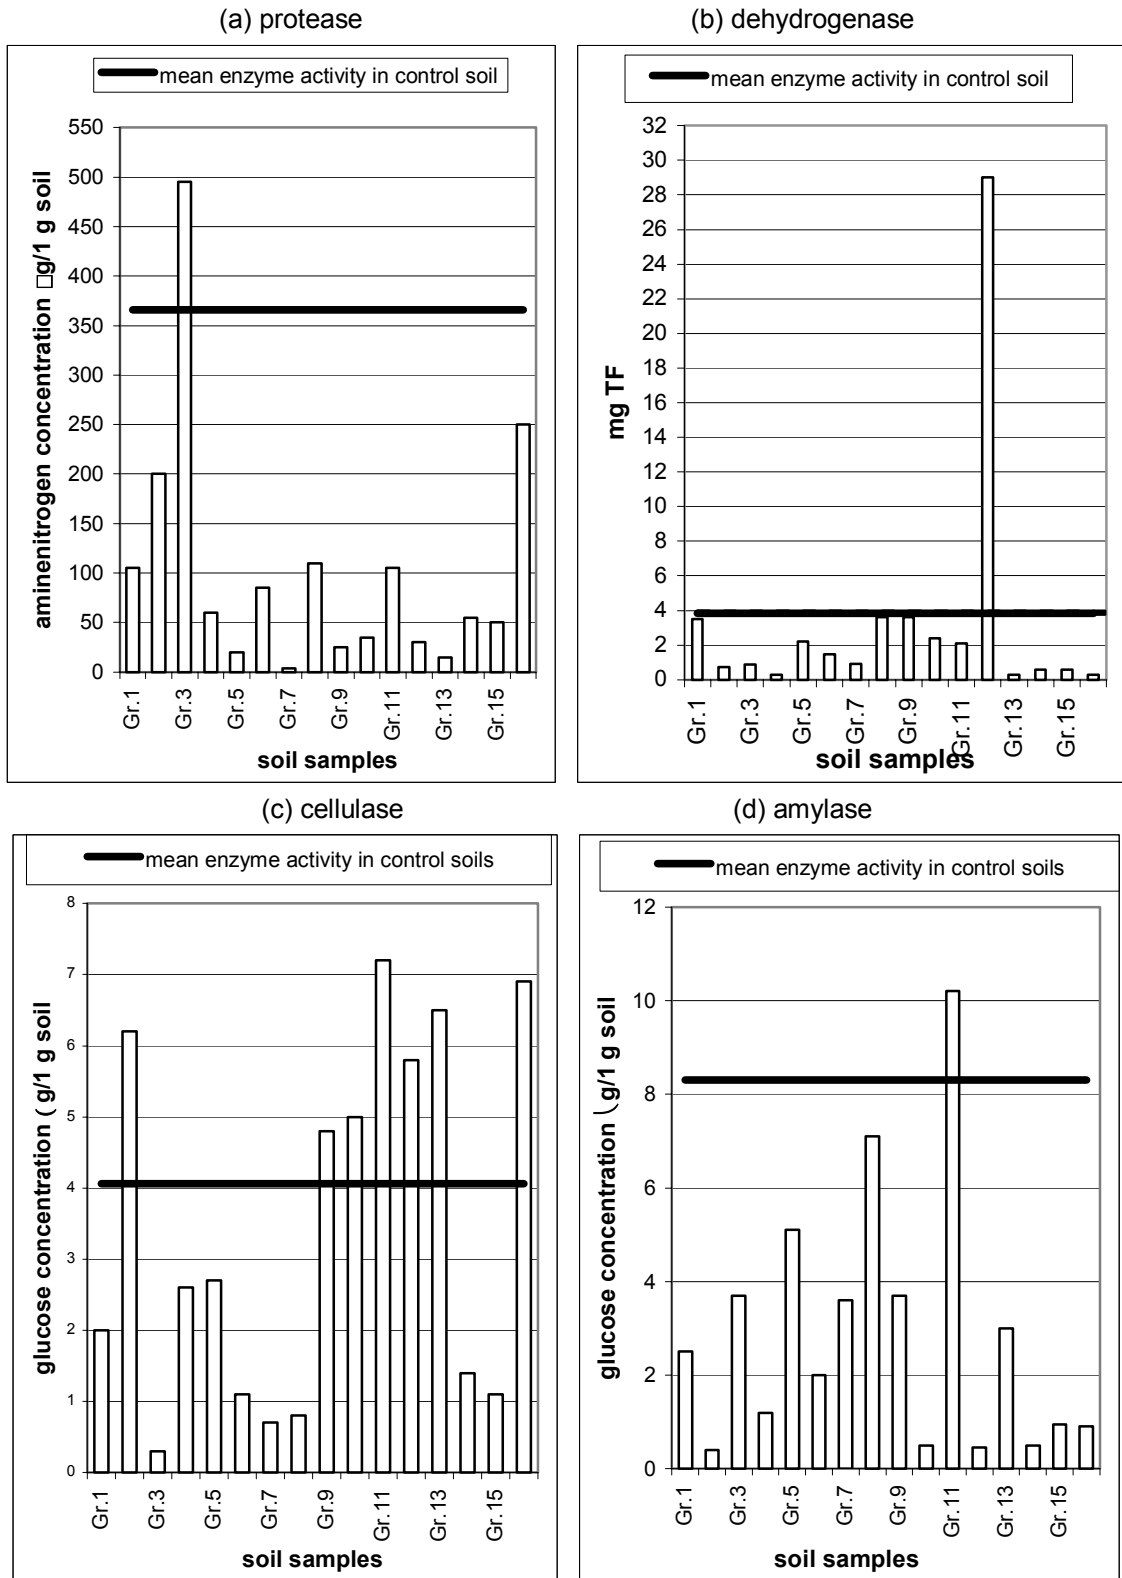 (a) protease
mean enzyme activity in control soil
aminenitrogen concentration □g/1 g soil
550
500
450
400
350
300
250
200
150
100
50
0
Gr.1
Gr.3
Gr.5
Gr.7
Gr.9
Gr.11
Gr.13
Gr.15
soil samples
(b) dehydrogenase
mean enzyme activity in control soil
mg TF
32
30
28
26
24
22
20
18
16
14
12
10
8
6
4
2
0
Gr.1
Gr.3
Gr.5
Gr.7
Gr.9
Gr.11
Gr.13
Gr.15
soil samples
(c) cellulase
mean enzyme activity in control soils
glucose concentration ( g/1 g soil
8
7
6
5
4
3
2
1
0
Gr.1
Gr.3
Gr.5
Gr.7
Gr.9
Gr.11
Gr.13
Gr.15
soil samples
(d) amylase
mean enzyme activity in control soils
glucose concentration ( g/1 g soil
12
10
8
6
4
2
0
Gr.1
Gr.3
Gr.5
Gr.7
Gr.9
Gr.11
Gr.13
Gr.15
soil samples